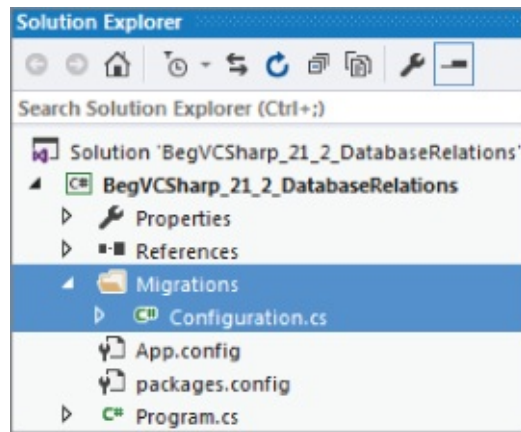 Solution Explorer
Search Solution Explorer (Ctrl+;)
Solution 'BegVCSharp_21_2_DatabaseRelations'
C# BegVCSharp_21_2_DatabaseRelations
Properties
References
Migrations
C# Configuration.cs
App.config
packages.config
C# Program.cs